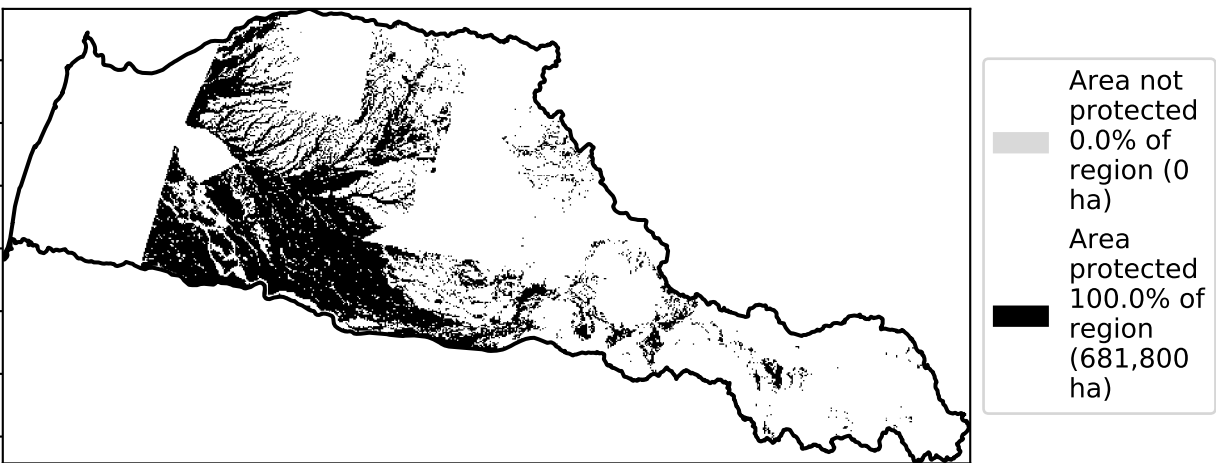 Area not
protected
0.0% of
region (0
ha)
Area
protected
100.0% of
region
(681,800
ha)